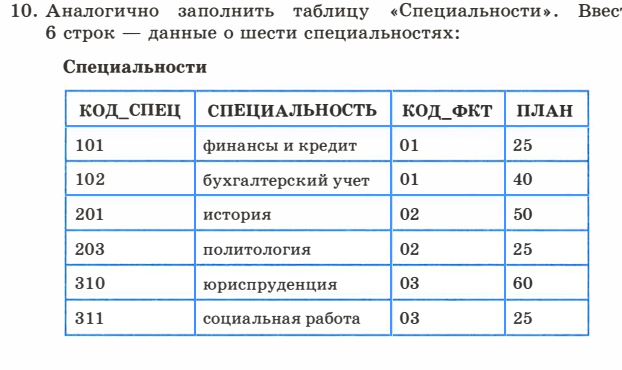 10. Аналогично заполнить таблицу «Специальности». Ввест
6 строк — данные о шести специальностях:
Специальности
КОД_СПЕЦ СПЕЦИАЛЬНОСТЬ КОД_ФКТ ПЛАН
101 финансы и кредит 01 25
102 бухгалтерский учет 01 40
201 история 02 50
203 политология 02 25
310 юриспруденция 03 60
311 социальная работа 03 25